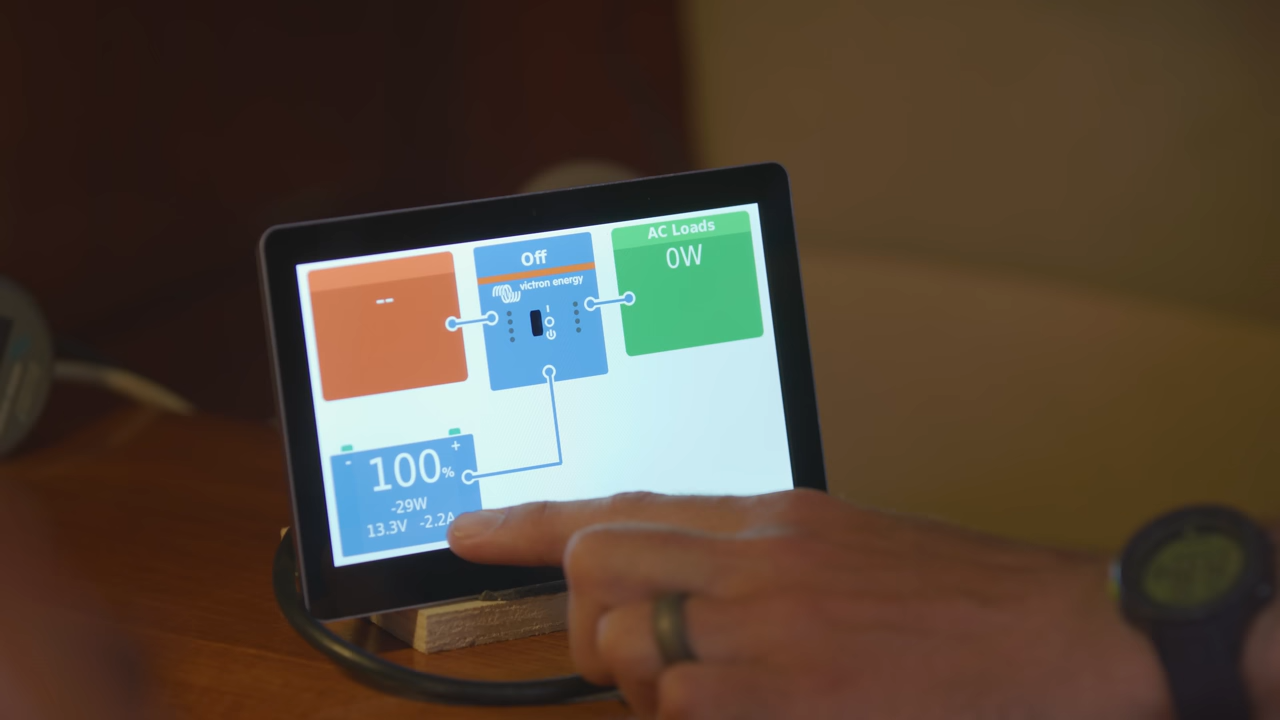 --
Off
victron energy
I
AC Loads
0W
- +
100%
-29W
13.3V -2.2A